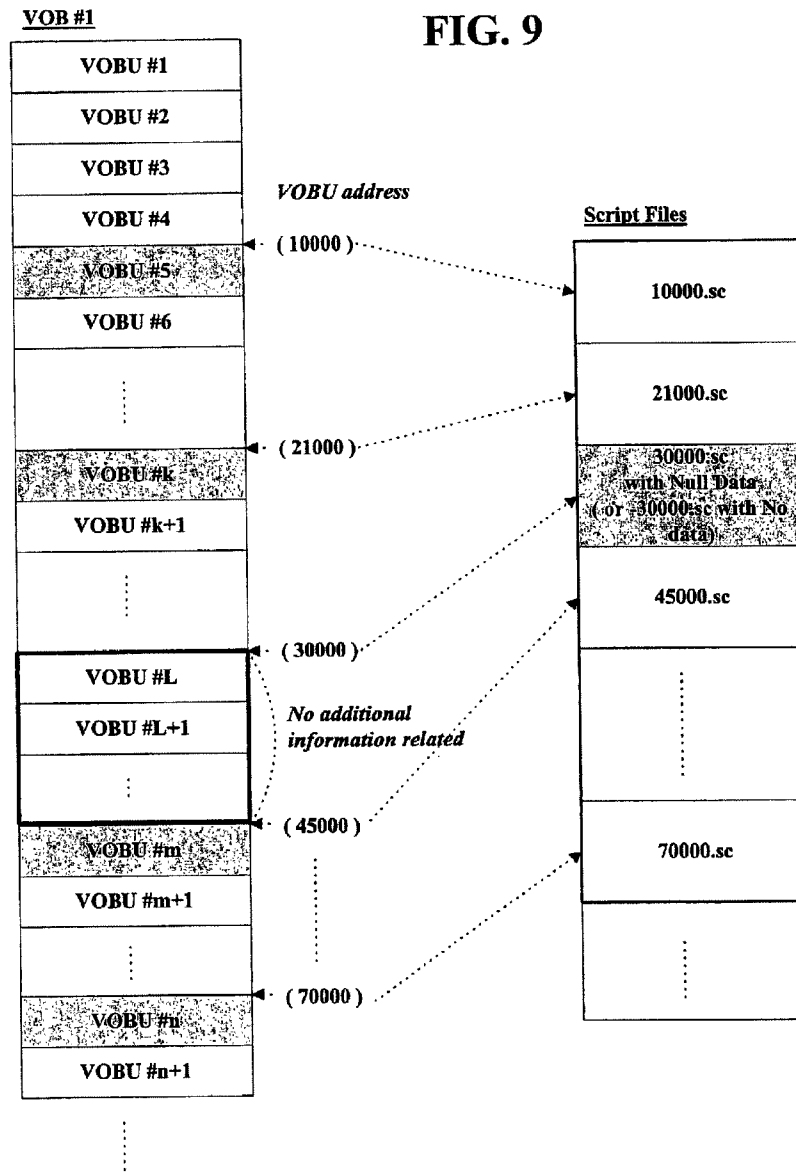 VOB #1
FIG. 9
VOBU #1
VOBU #2
VOBU #3
VOBU #4
VOBU #5
VOBU #6
VOBU #k
VOBU #k+1
VOBU #L
VOBU #L+1
VOBU #m
VOBU #m+1
VOBU #n
VOBU #n+1
VOBU address
( 10000 )
( 21000 )
( 30000 )
No additional
information related
( 45000 )
( 70000 )
Script Files
10000.sc
21000.sc
30000.sc
with Null Data
( or -30000.sc with No
data)
45000.sc
70000.sc